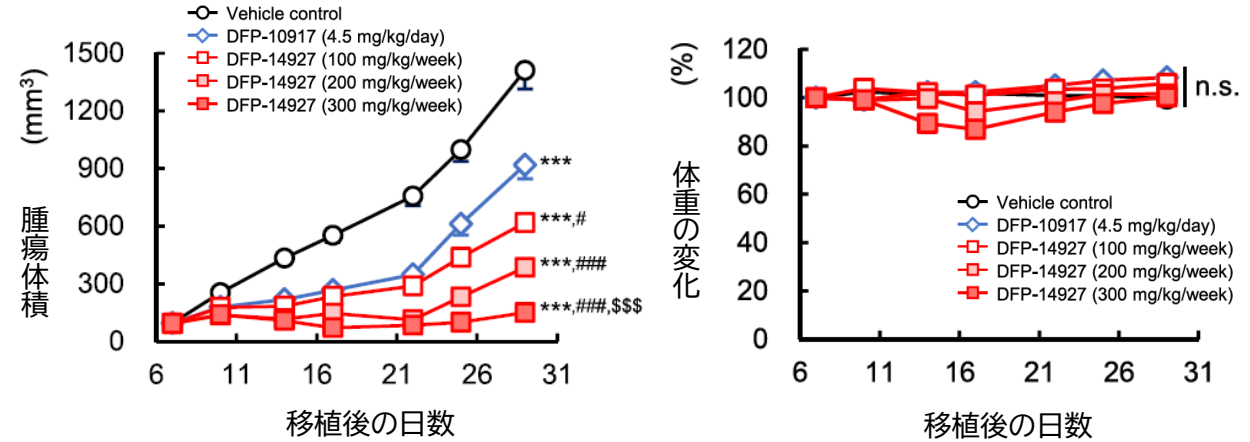 Vehicle control
DFP-10917 (4.5 mg/kg/day)
DFP-14927 (100 mg/kg/week)
DFP-14927 (200 mg/kg/week)
DFP-14927 (300 mg/kg/week)
腫瘍体積 (mm³)
1500
1200
900
600
300
0
***
***,#
***,###
***,###,$$$
6 11 16 21 26 31
移植後の日数
体重の変化 (%)
120
100
80
60
40
20
0
n.s.
Vehicle control
DFP-10917 (4.5 mg/kg/day)
DFP-14927 (100 mg/kg/week)
DFP-14927 (200 mg/kg/week)
DFP-14927 (300 mg/kg/week)
6 11 16 21 26 31
移植後の日数